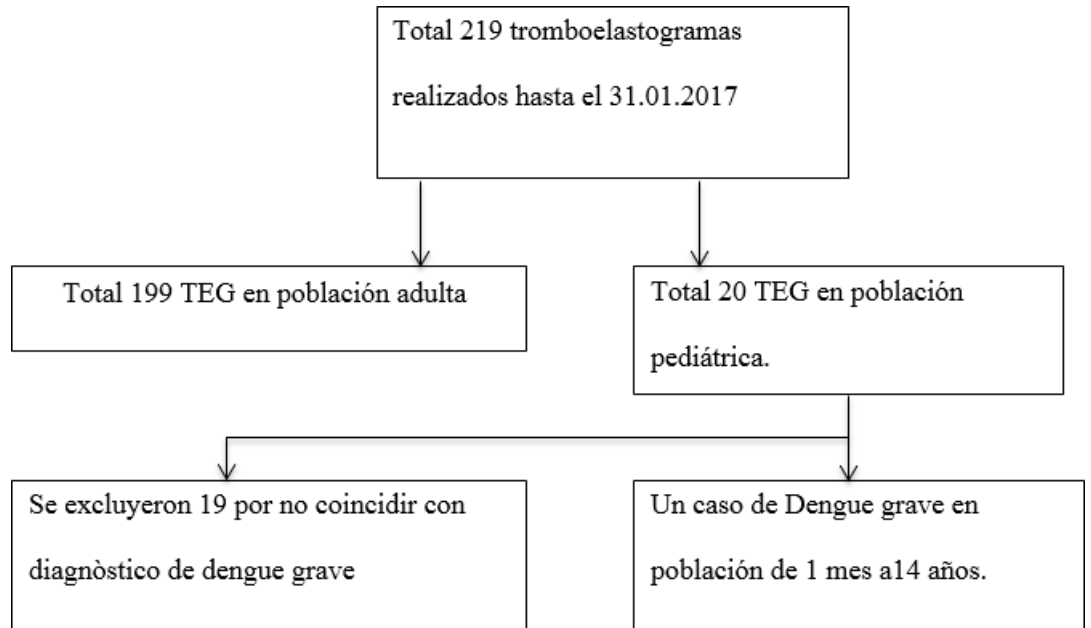 Total 219 tromboelastogramas
realizados hasta el 31.01.2017
Total 199 TEG en población adulta
Total 20 TEG en población
pediátrica.
Se excluyeron 19 por no coincidir con
diagnòstico de dengue grave
Un caso de Dengue grave en
población de 1 mes a14 años.